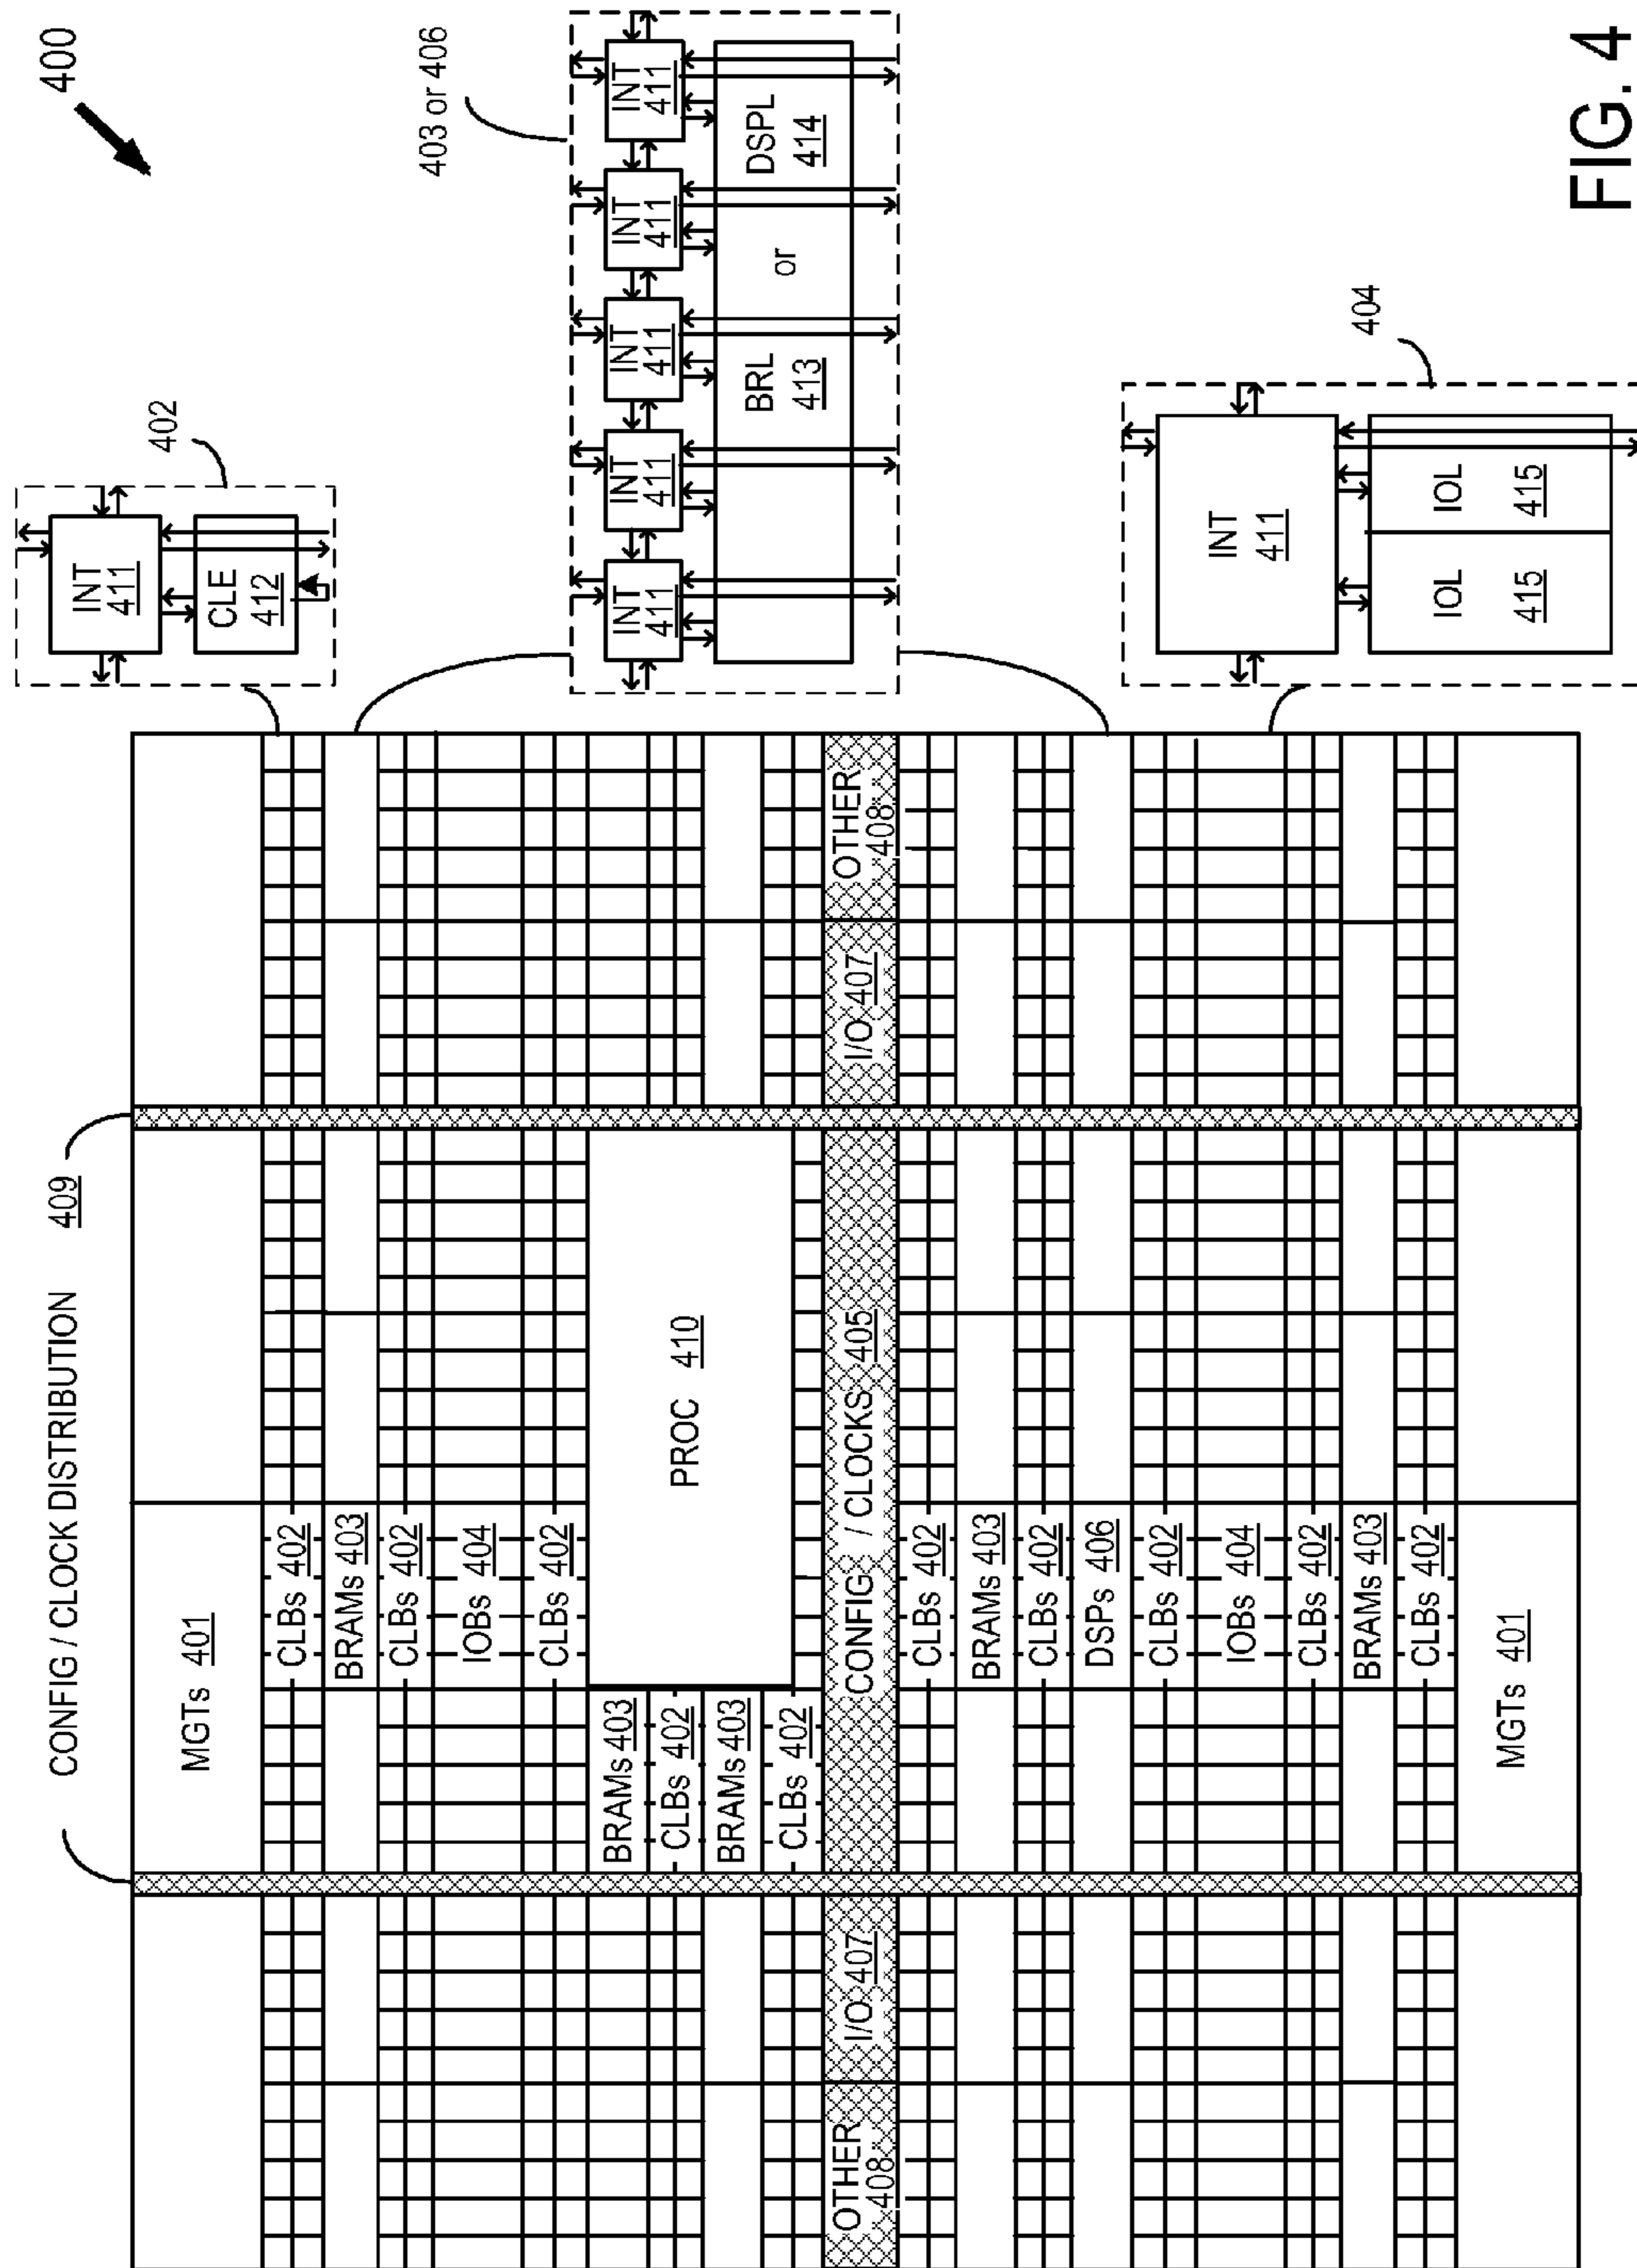 400
CONFIG / CLOCK DISTRIBUTION 409
MGTs 401
CLBs 402
BRAMs 403
CLBs 402
IOBs 404
CLBs 402
BRAMs 403
CLBs 402
BRAMs 403
CLBs 402
PROC 410
OTHER
408
I/O 407
CONFIG / CLOCKS 405
I/O 407
OTHER
408
CLBs 402
BRAMs 403
CLBs 402
DSPs 406
CLBs 402
IOBs 404
CLBs 402
BRAMs 403
CLBs 402
MGTs 401
402
INT
411
CLE
412
403 or 406
INT
411
INT
411
INT
411
INT
411
INT
411
BRL
413
or
DSPL
414
404
INT
411
IOL
415
IOL
415
FIG. 4